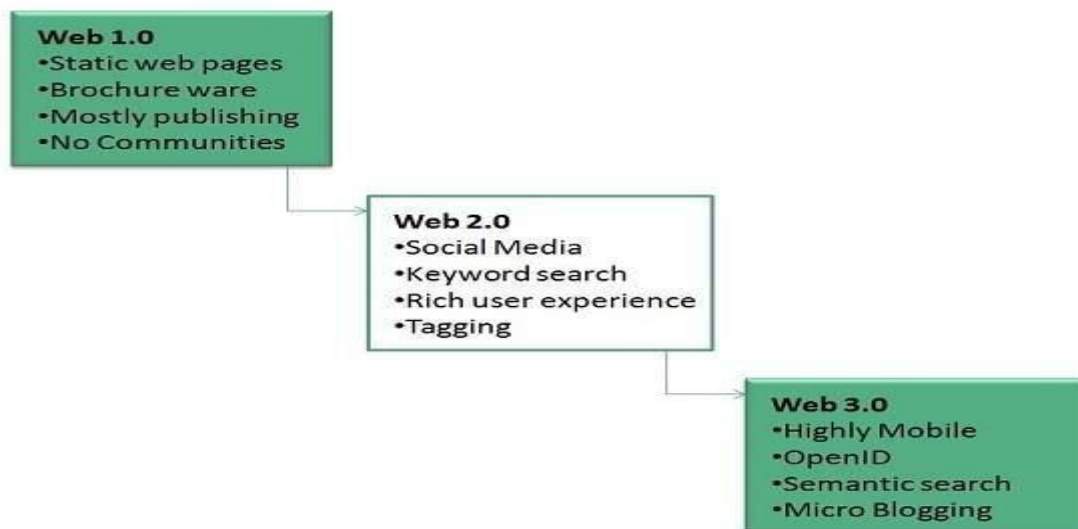 Web 1.0
•Static web pages
•Brochure ware
•Mostly publishing
•No Communities
Web 2.0
•Social Media
•Keyword search
•Rich user experience
•Tagging
Web 3.0
•Highly Mobile
•OpenID
•Semantic search
•Micro Blogging